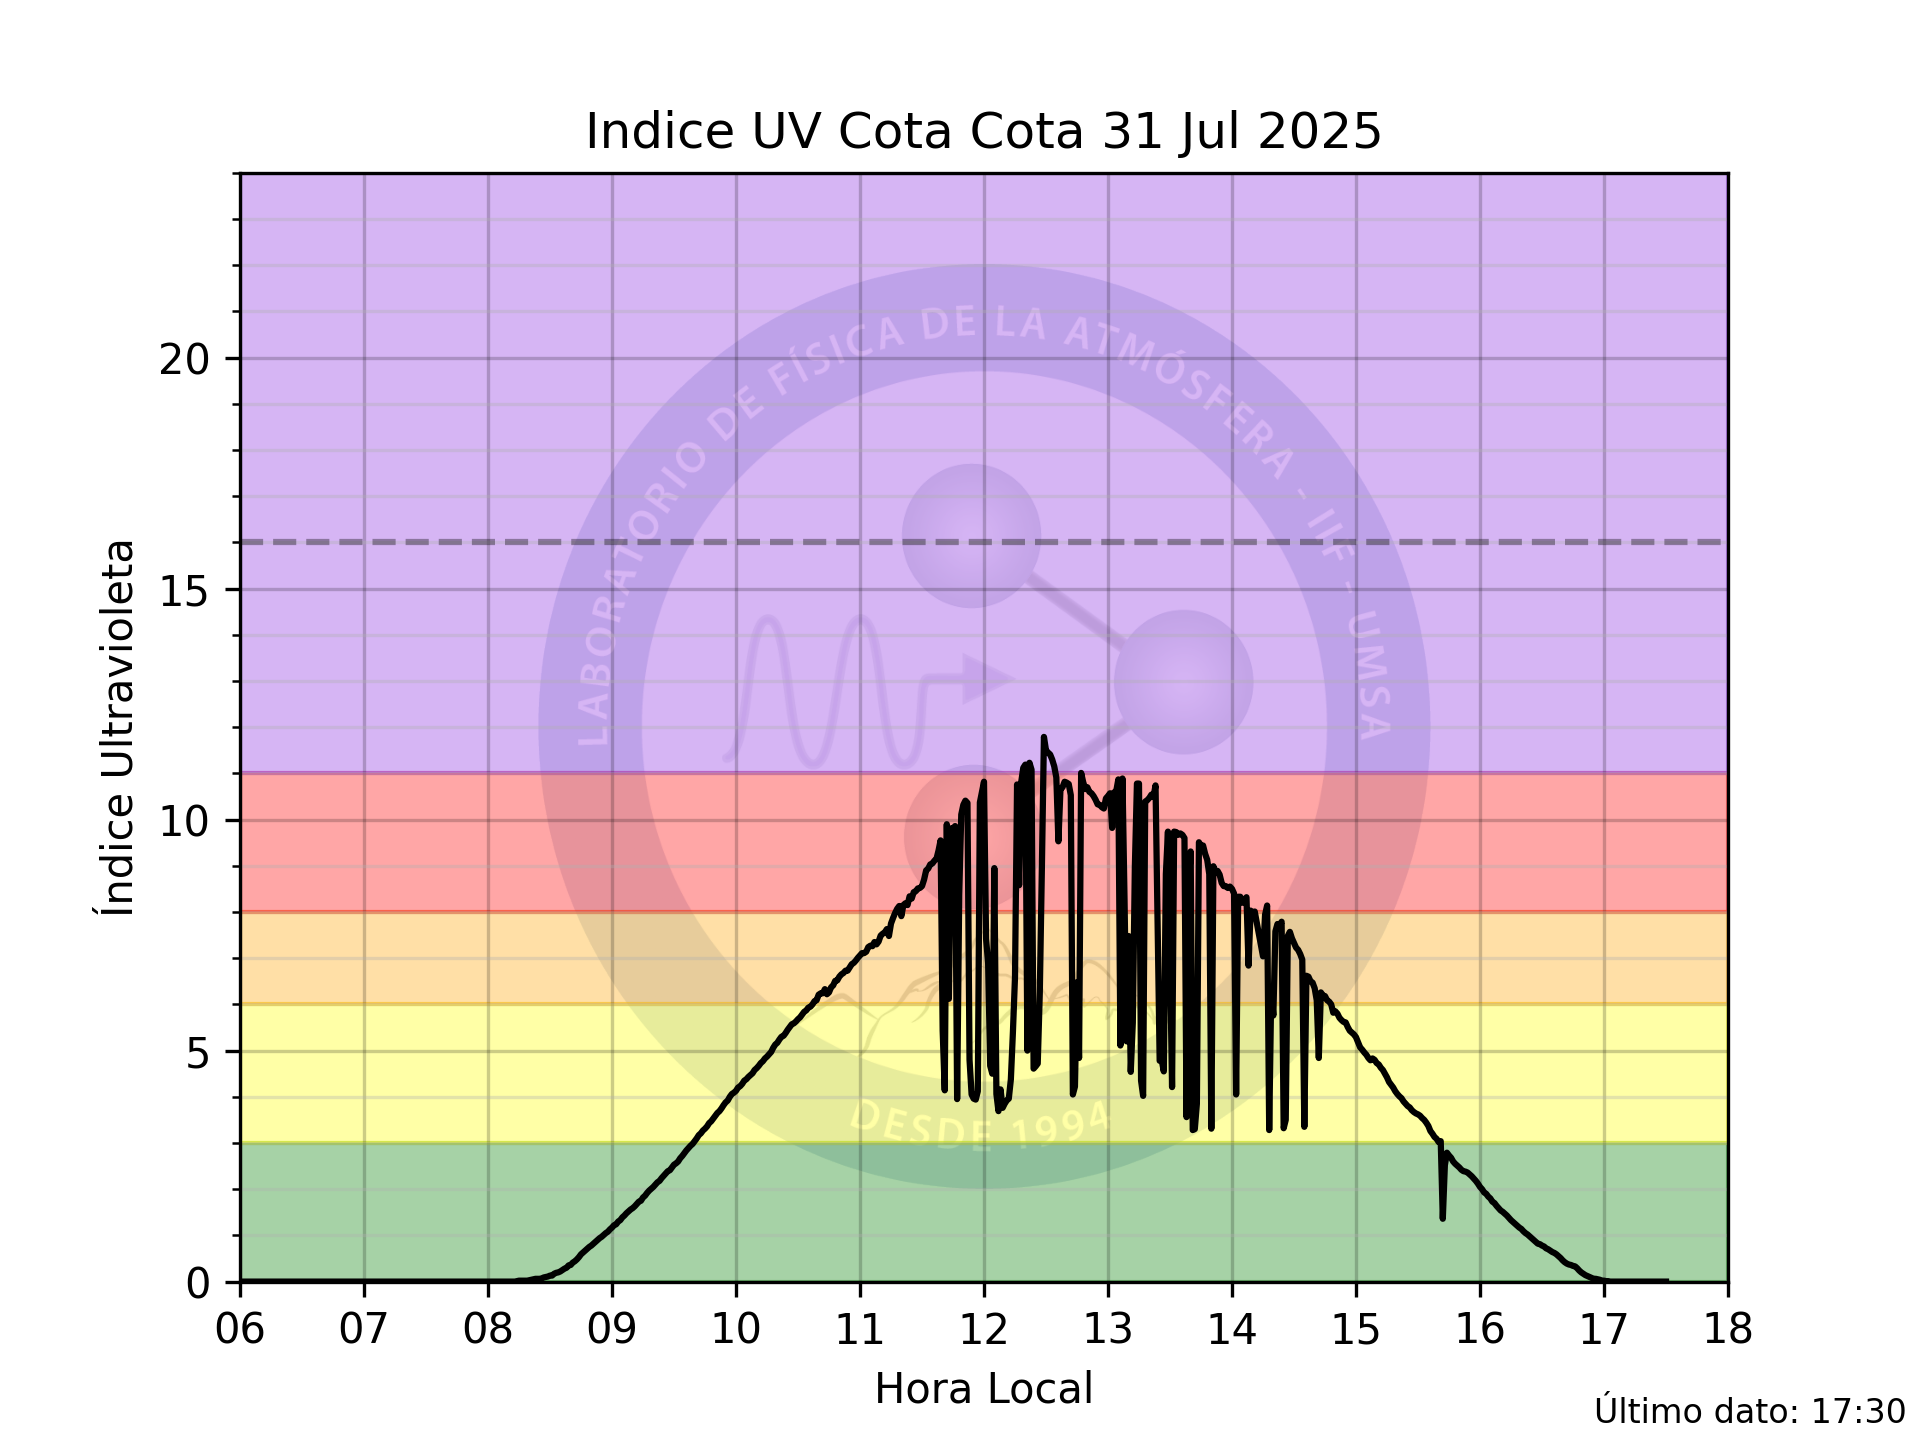 Indice UV Cota Cota 31 Jul 2025
LABORATORIO DE FÍSICA DE LA ATMÓSFERA - IIF - UMSA
DESDE 1994
Índice Ultravioleta
20
15
10
5
0
06 07 08 09 10 11 12 13 14 15 16 17 18
Hora Local
Último dato: 17:30